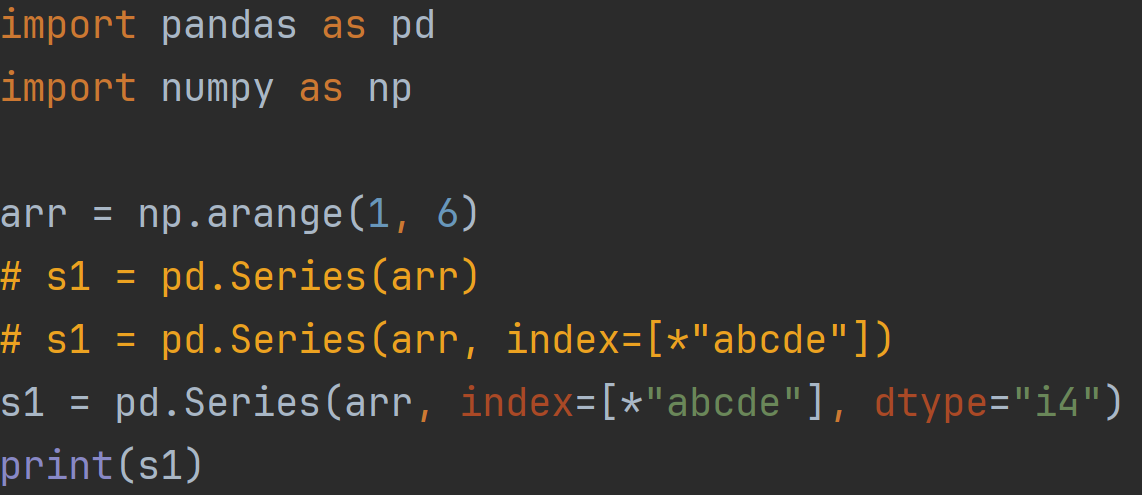 import pandas as pd
import numpy as np
arr = np.arange(1, 6)
# s1 = pd.Series(arr)
# s1 = pd.Series(arr, index=[*"abcde"])
s1 = pd.Series(arr, index=[*"abcde"], dtype="i4")
print(s1)